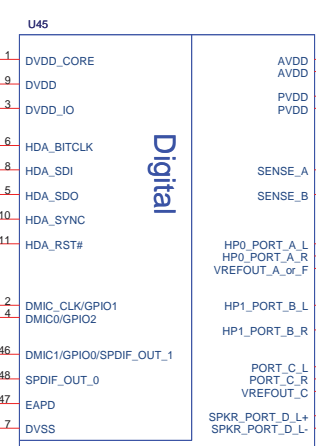 U45
1 DVDD_CORE AVDD
AVDD
9 DVDD
PVDD
3 DVDD_IO PVDD
6 HDA_BITCLK
Digital
8 HDA_SDI SENSE_A
5 HDA_SDO SENSE_B
10 HDA_SYNC
11 HDA_RST# HP0_PORT_A_L
HP0_PORT_A_R
VREFOUT_A_or_F
2 DMIC_CLK/GPIO1 HP1_PORT_B_L
4 DMIC0/GPIO2
HP1_PORT_B_R
46 DMIC1/GPIO0/SPDIF_OUT_1
PORT_C_L
48 SPDIF_OUT_0 PORT_C_R
VREFOUT_C
47 EAPD
SPKR_PORT_D_L+
7 DVSS SPKR_PORT_D_L-